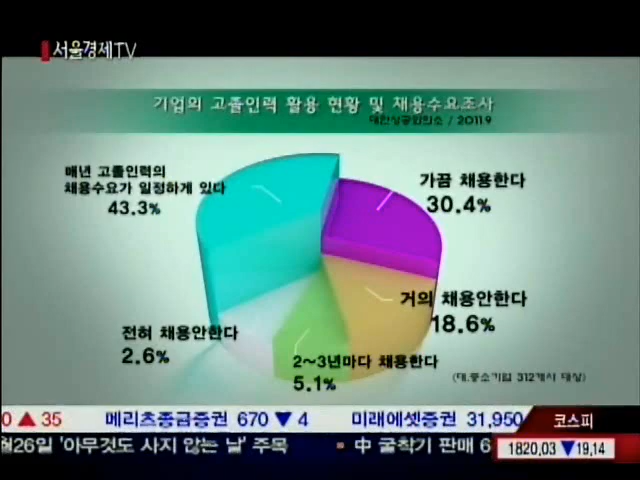 서울경제TV
기업의 고졸인력 활용 현황 및 채용수요조사
대한상공회의소 / 2011.9
매년 고졸인력의
채용수요가 일정하게 있다
43.3%
가끔 채용한다
30.4%
거의 채용안한다
18.6%
전혀 채용안한다
2.6%
2~3년마다 채용한다
5.1%
(대.중소기업 312개사 대상)
0 ▲ 35 메리츠종금증권 670 ▼ 4 미래에셋증권 31,950
코스피
월26일 '아무것도 사지 않는 날' 주목 中 굴착기 판매 6
1820.03 ▼19.14